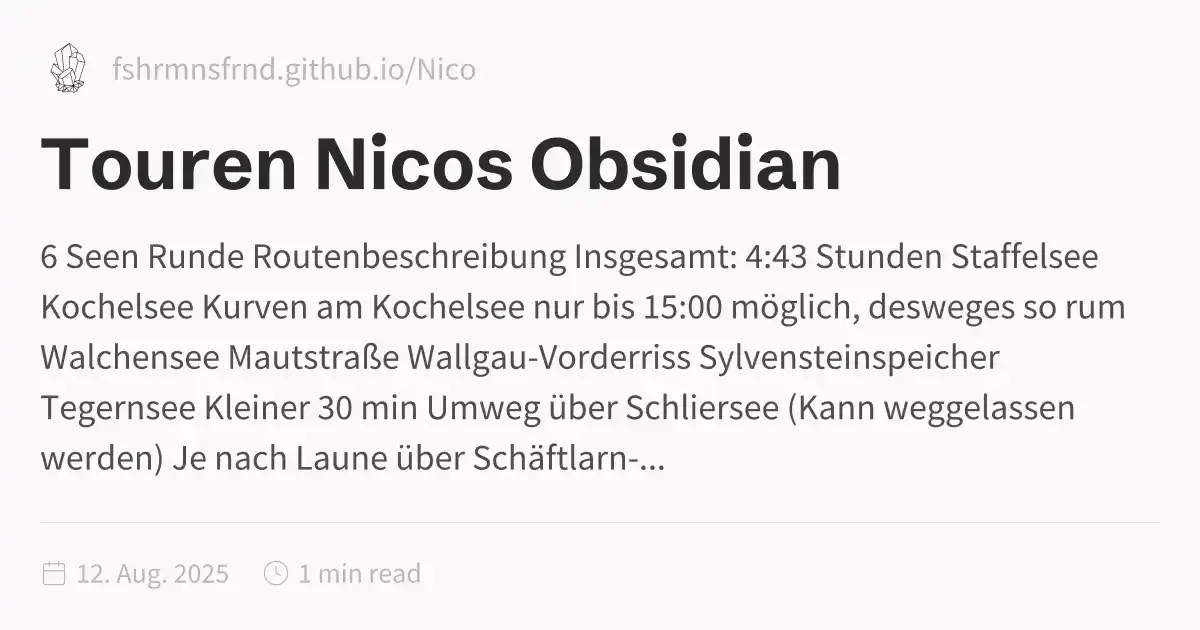 fshrmnsfrnd.github.io/Nico
Touren Nicos Obsidian
6 Seen Runde Routenbeschreibung Insgesamt: 4:43 Stunden Staffelsee
Kochelsee Kurven am Kochelsee nur bis 15:00 möglich, desweges so rum
Walchensee Mautstraße Wallgau-Vorderriss Sylvensteinspeicher
Tegernsee Kleiner 30 min Umweg über Schliersee (Kann weggelassen
werden) Je nach Laune über Schäftlarn-...
12. Aug. 2025 1 min read